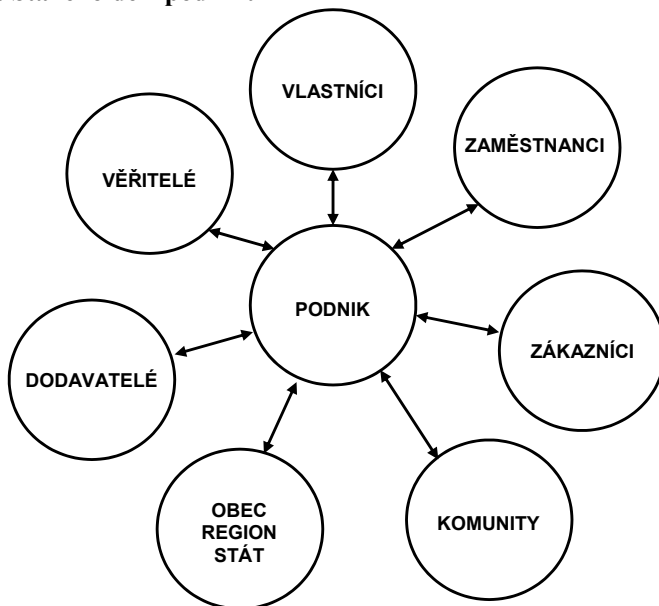 VLASTNÍCI
ZAMĚSTNANCI
VĚŘITELÉ
PODNIK
ZÁKAZNÍCI
DODAVATELÉ
OBEC
REGION
STÁT
KOMUNITY